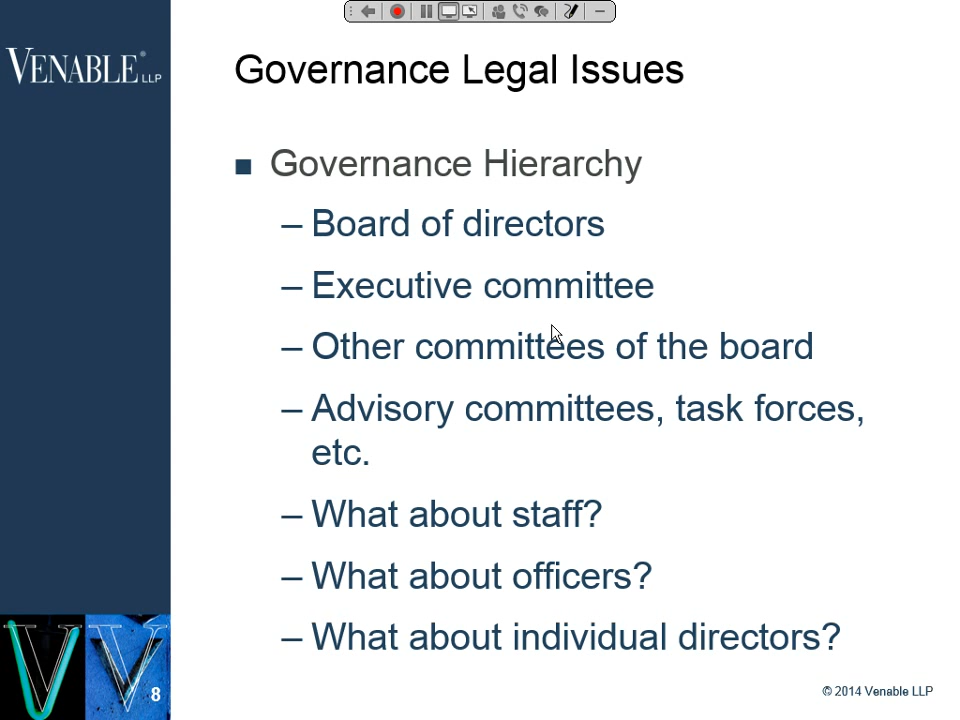 VENABLE® LLP
Governance Legal Issues
■ Governance Hierarchy
– Board of directors
– Executive committee
– Other committees of the board
– Advisory committees, task forces,
etc.
– What about staff?
– What about officers?
– What about individual directors?
8
© 2014 Venable LLP